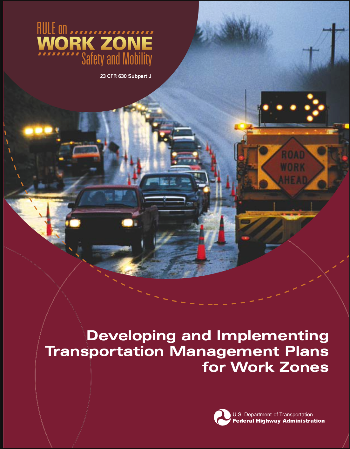 RULE on
WORK ZONE
Safety and Mobility
23 CFR 630 Subpart J
ROAD
WORK
AHEAD
Developing and Implementing
Transportation Management Plans
for Work Zones
U.S. Department of Transportation
Federal Highway Administration